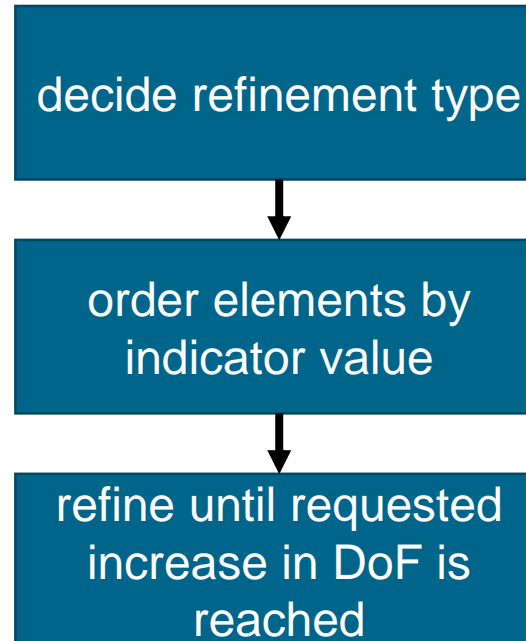 decide refinement type
order elements by
indicator value
refine until requested
increase in DoF is
reached